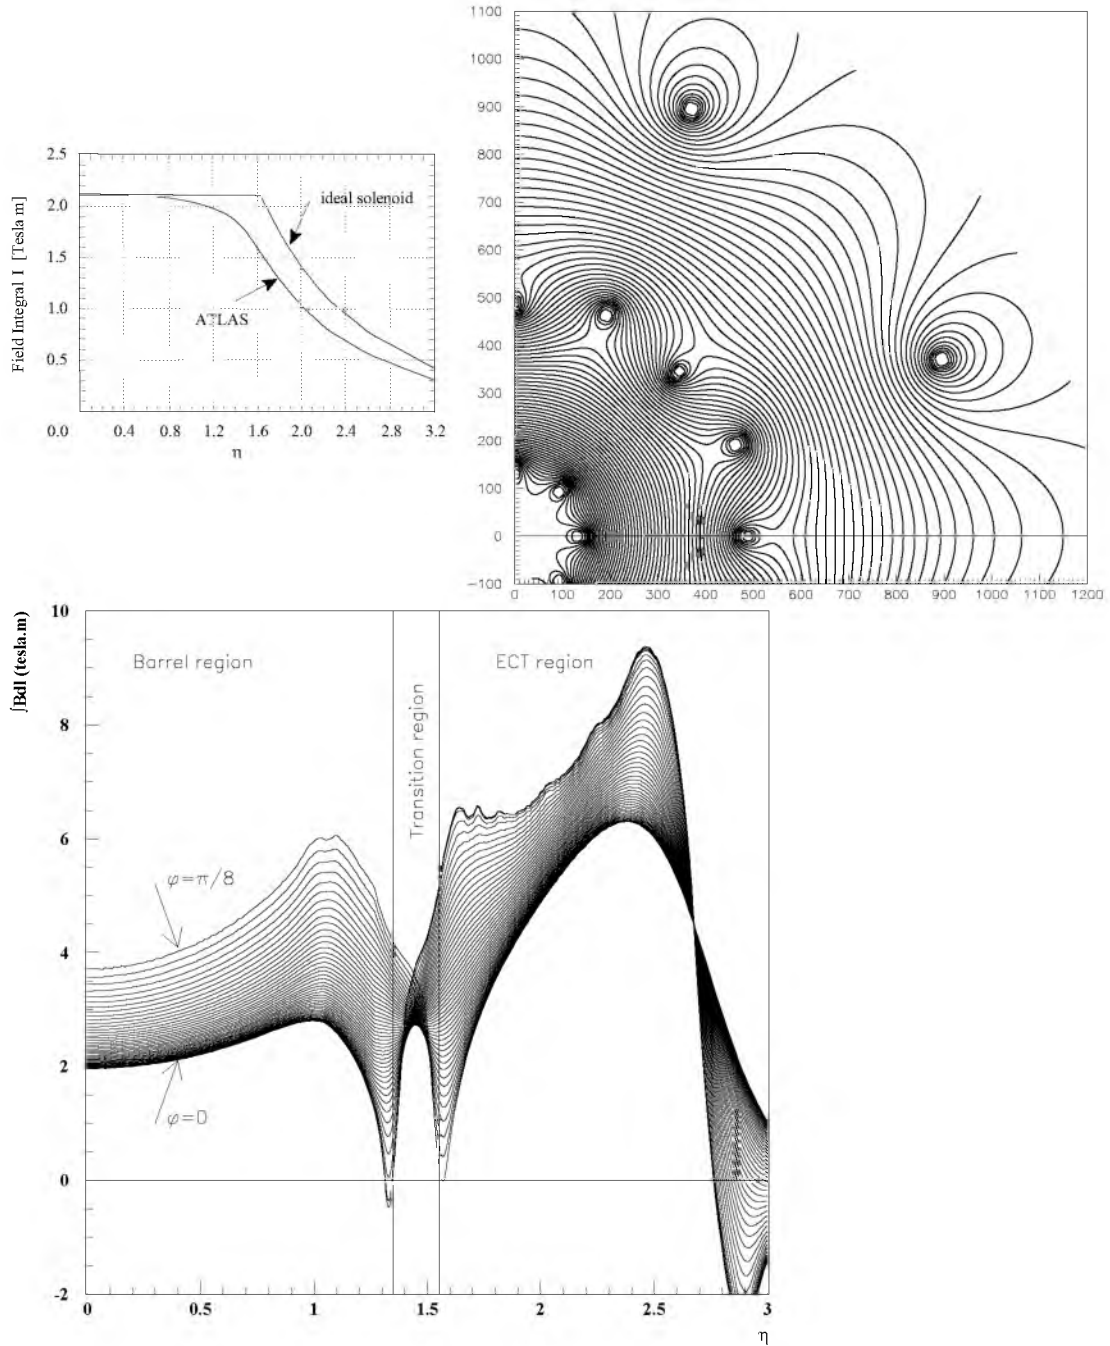 1100
1000
900
800
700
600
500
400
300
200
100
0
−100
0 100 200 300 400 500 600 700 800 900 1000 1100 1200
Field Integral I [Tesla m]
2.5
2.0
1.5
1.0
0.5
0.0 0.4 0.8 1.2 1.6 2.0 2.4 2.8 3.2
η
ideal solenoid
ATLAS
∫Bdl (tesla.m)
10
8
6
4
2
0
-2
Barrel region
Transition region
ECT region
φ=π/8
φ=0
0 0.5 1 1.5 2 2.5 3
η